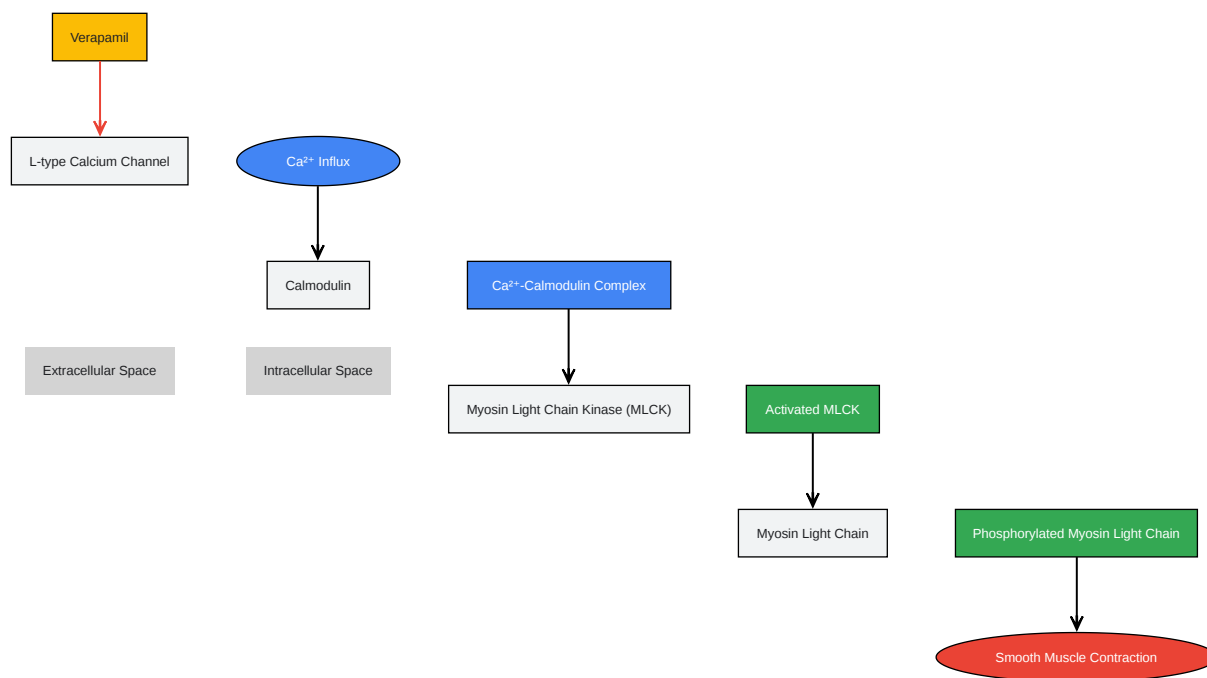 Verapamil
L-type Calcium Channel
Ca²⁺ Influx
Calmodulin
Ca²⁺-Calmodulin Complex
Extracellular Space
Intracellular Space
Myosin Light Chain Kinase (MLCK)
Activated MLCK
Myosin Light Chain
Phosphorylated Myosin Light Chain
Smooth Muscle Contraction